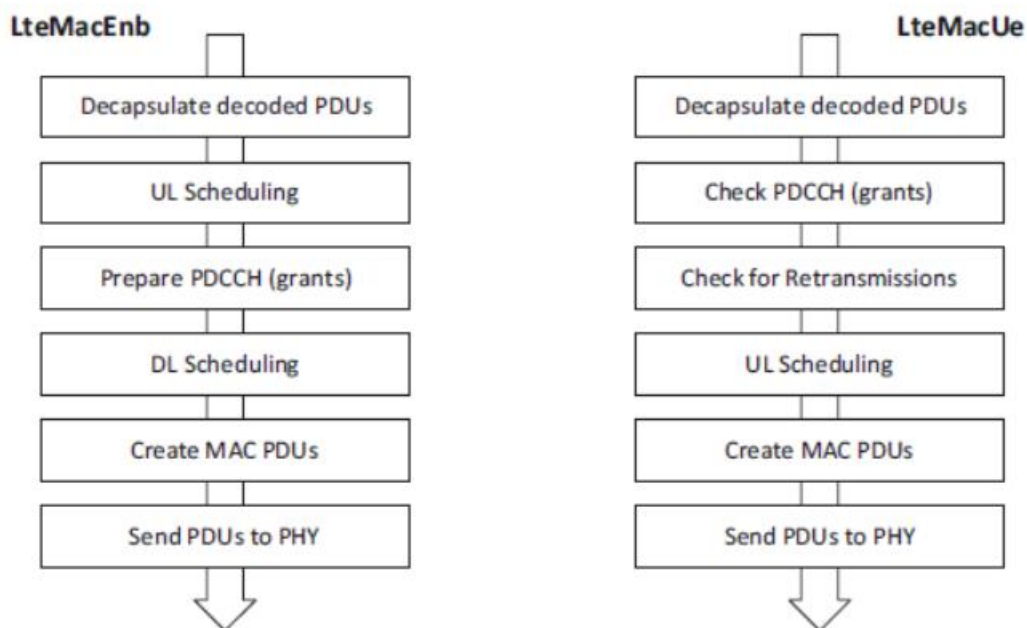 LteMacEnb
Decapsulate decoded PDUs
UL Scheduling
Prepare PDCCH (grants)
DL Scheduling
Create MAC PDUs
Send PDUs to PHY
LteMacUe
Decapsulate decoded PDUs
Check PDCCH (grants)
Check for Retransmissions
UL Scheduling
Create MAC PDUs
Send PDUs to PHY